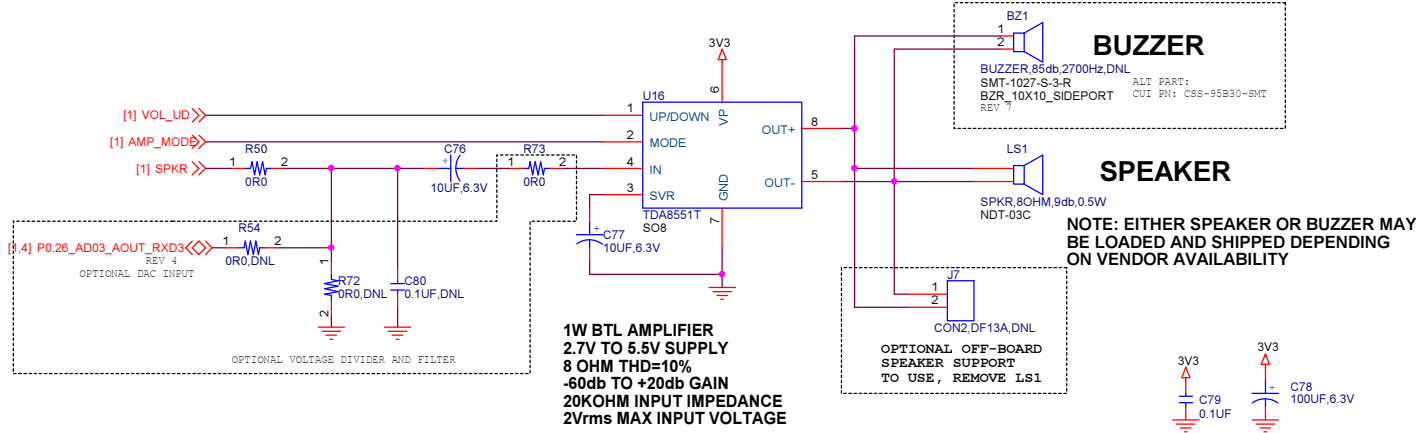 BZ1
1
2
BUZZER
BUZZER,85db,2700Hz,DNL
SMT-1027-S-3-R
BZR_10X10_SIDEPORT
REV 7
ALT PART:
CUI PN: CSS-95B30-SMT
3V3
6
U16
[1] VOL_UD
1
UP/DOWN
VP
OUT+
8
[1] AMP_MODE
2
MODE
[1] SPKR
1
R50
2
0R0
C76
+
10UF,6.3V
1
R73
2
0R0
4
IN
3
SVR
GND
OUT-
5
TDA8551T
SO8
7
LS1
1
2
SPEAKER
SPKR,8OHM,9db,0.5W
NDT-03C
NOTE: EITHER SPEAKER OR BUZZER MAY
BE LOADED AND SHIPPED DEPENDING
ON VENDOR AVAILABILITY
C77
+
10UF,6.3V
[1,4] P0.26_AD03_AOUT_RXD3
1
R54
2
0R0,DNL
REV 4
OPTIONAL DAC INPUT
1
R72
0R0,DNL
2
C80
0.1UF,DNL
OPTIONAL VOLTAGE DIVIDER AND FILTER
J7
1
2
CON2,DF13A,DNL
OPTIONAL OFF-BOARD
SPEAKER SUPPORT
TO USE, REMOVE LS1
1W BTL AMPLIFIER
2.7V TO 5.5V SUPPLY
8 OHM THD=10%
-60db TO +20db GAIN
20KOHM INPUT IMPEDANCE
2Vrms MAX INPUT VOLTAGE
3V3
C79
0.1UF
3V3
+
C78
100UF,6.3V